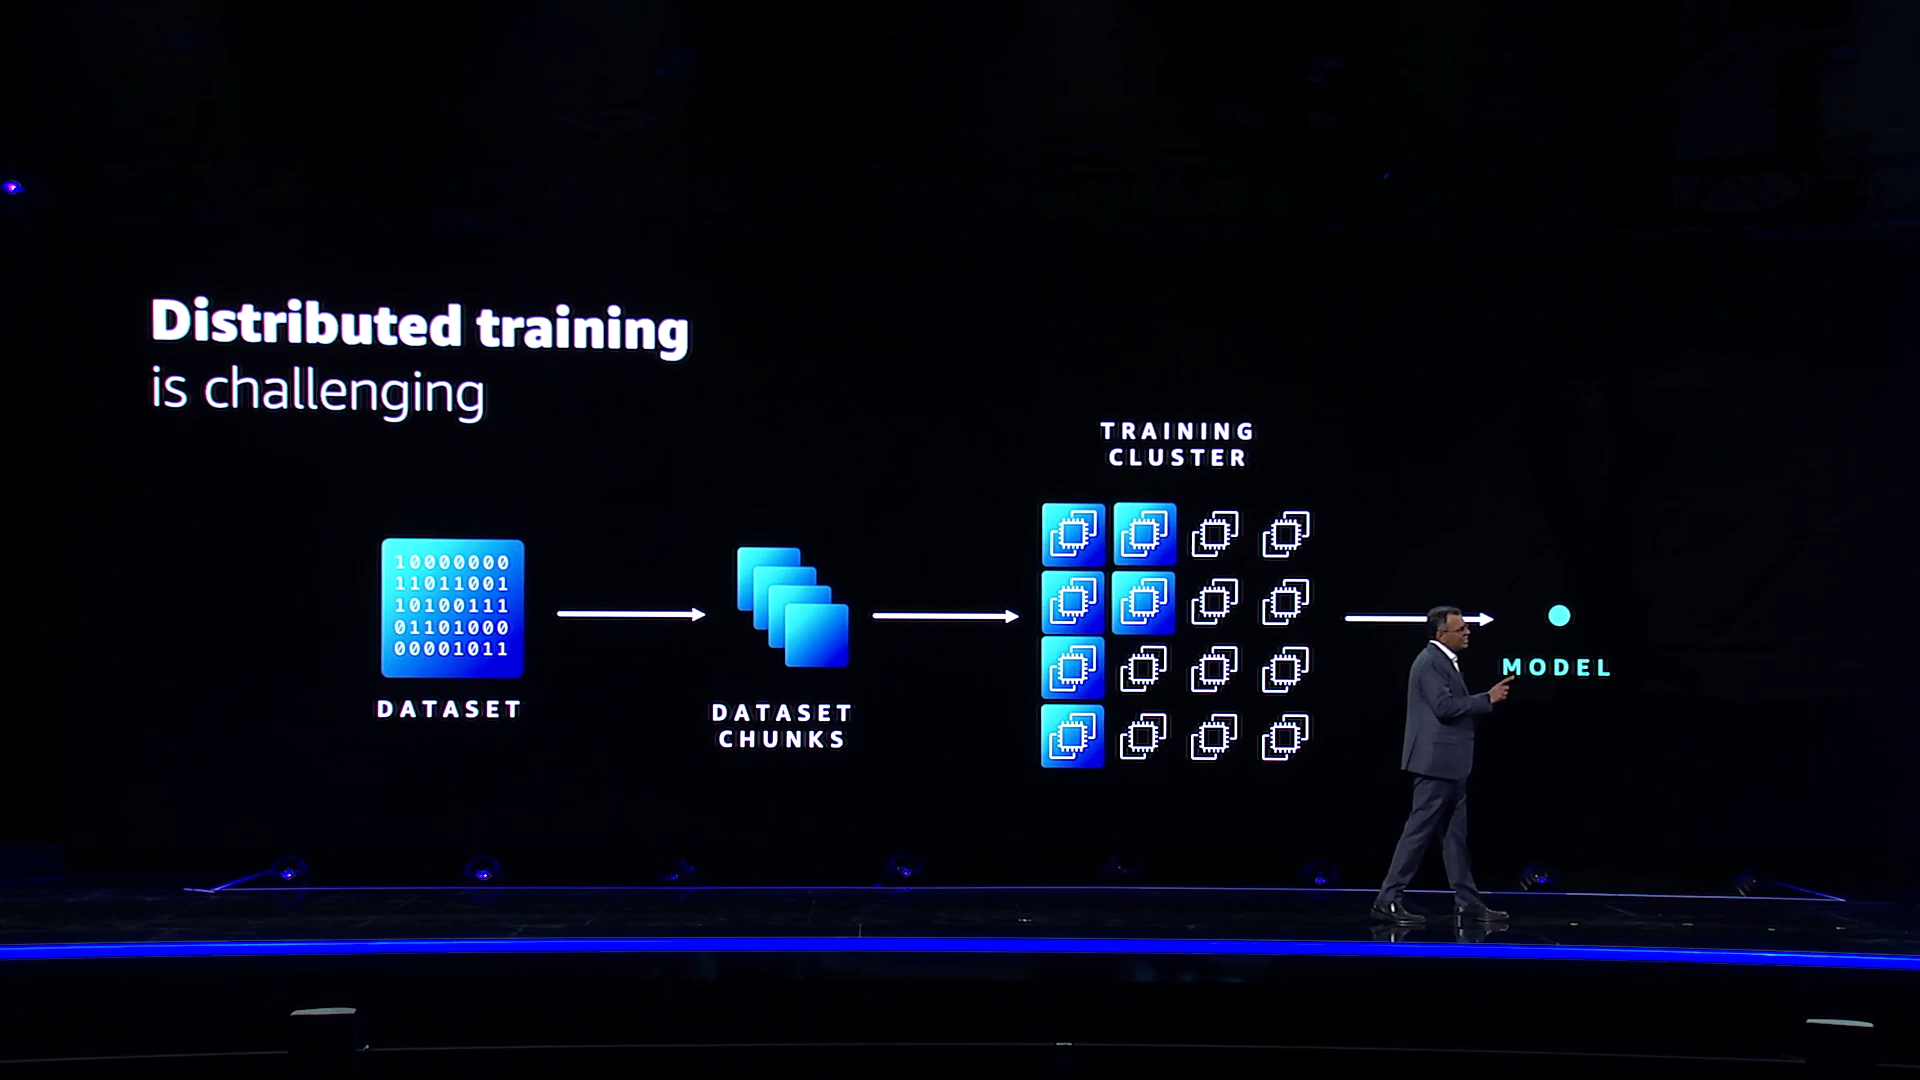 Distributed training
is challenging
TRAINING
CLUSTER
10000000
11011001
10100111
01101000
00001011
DATASET
DATASET
CHUNKS
MODEL